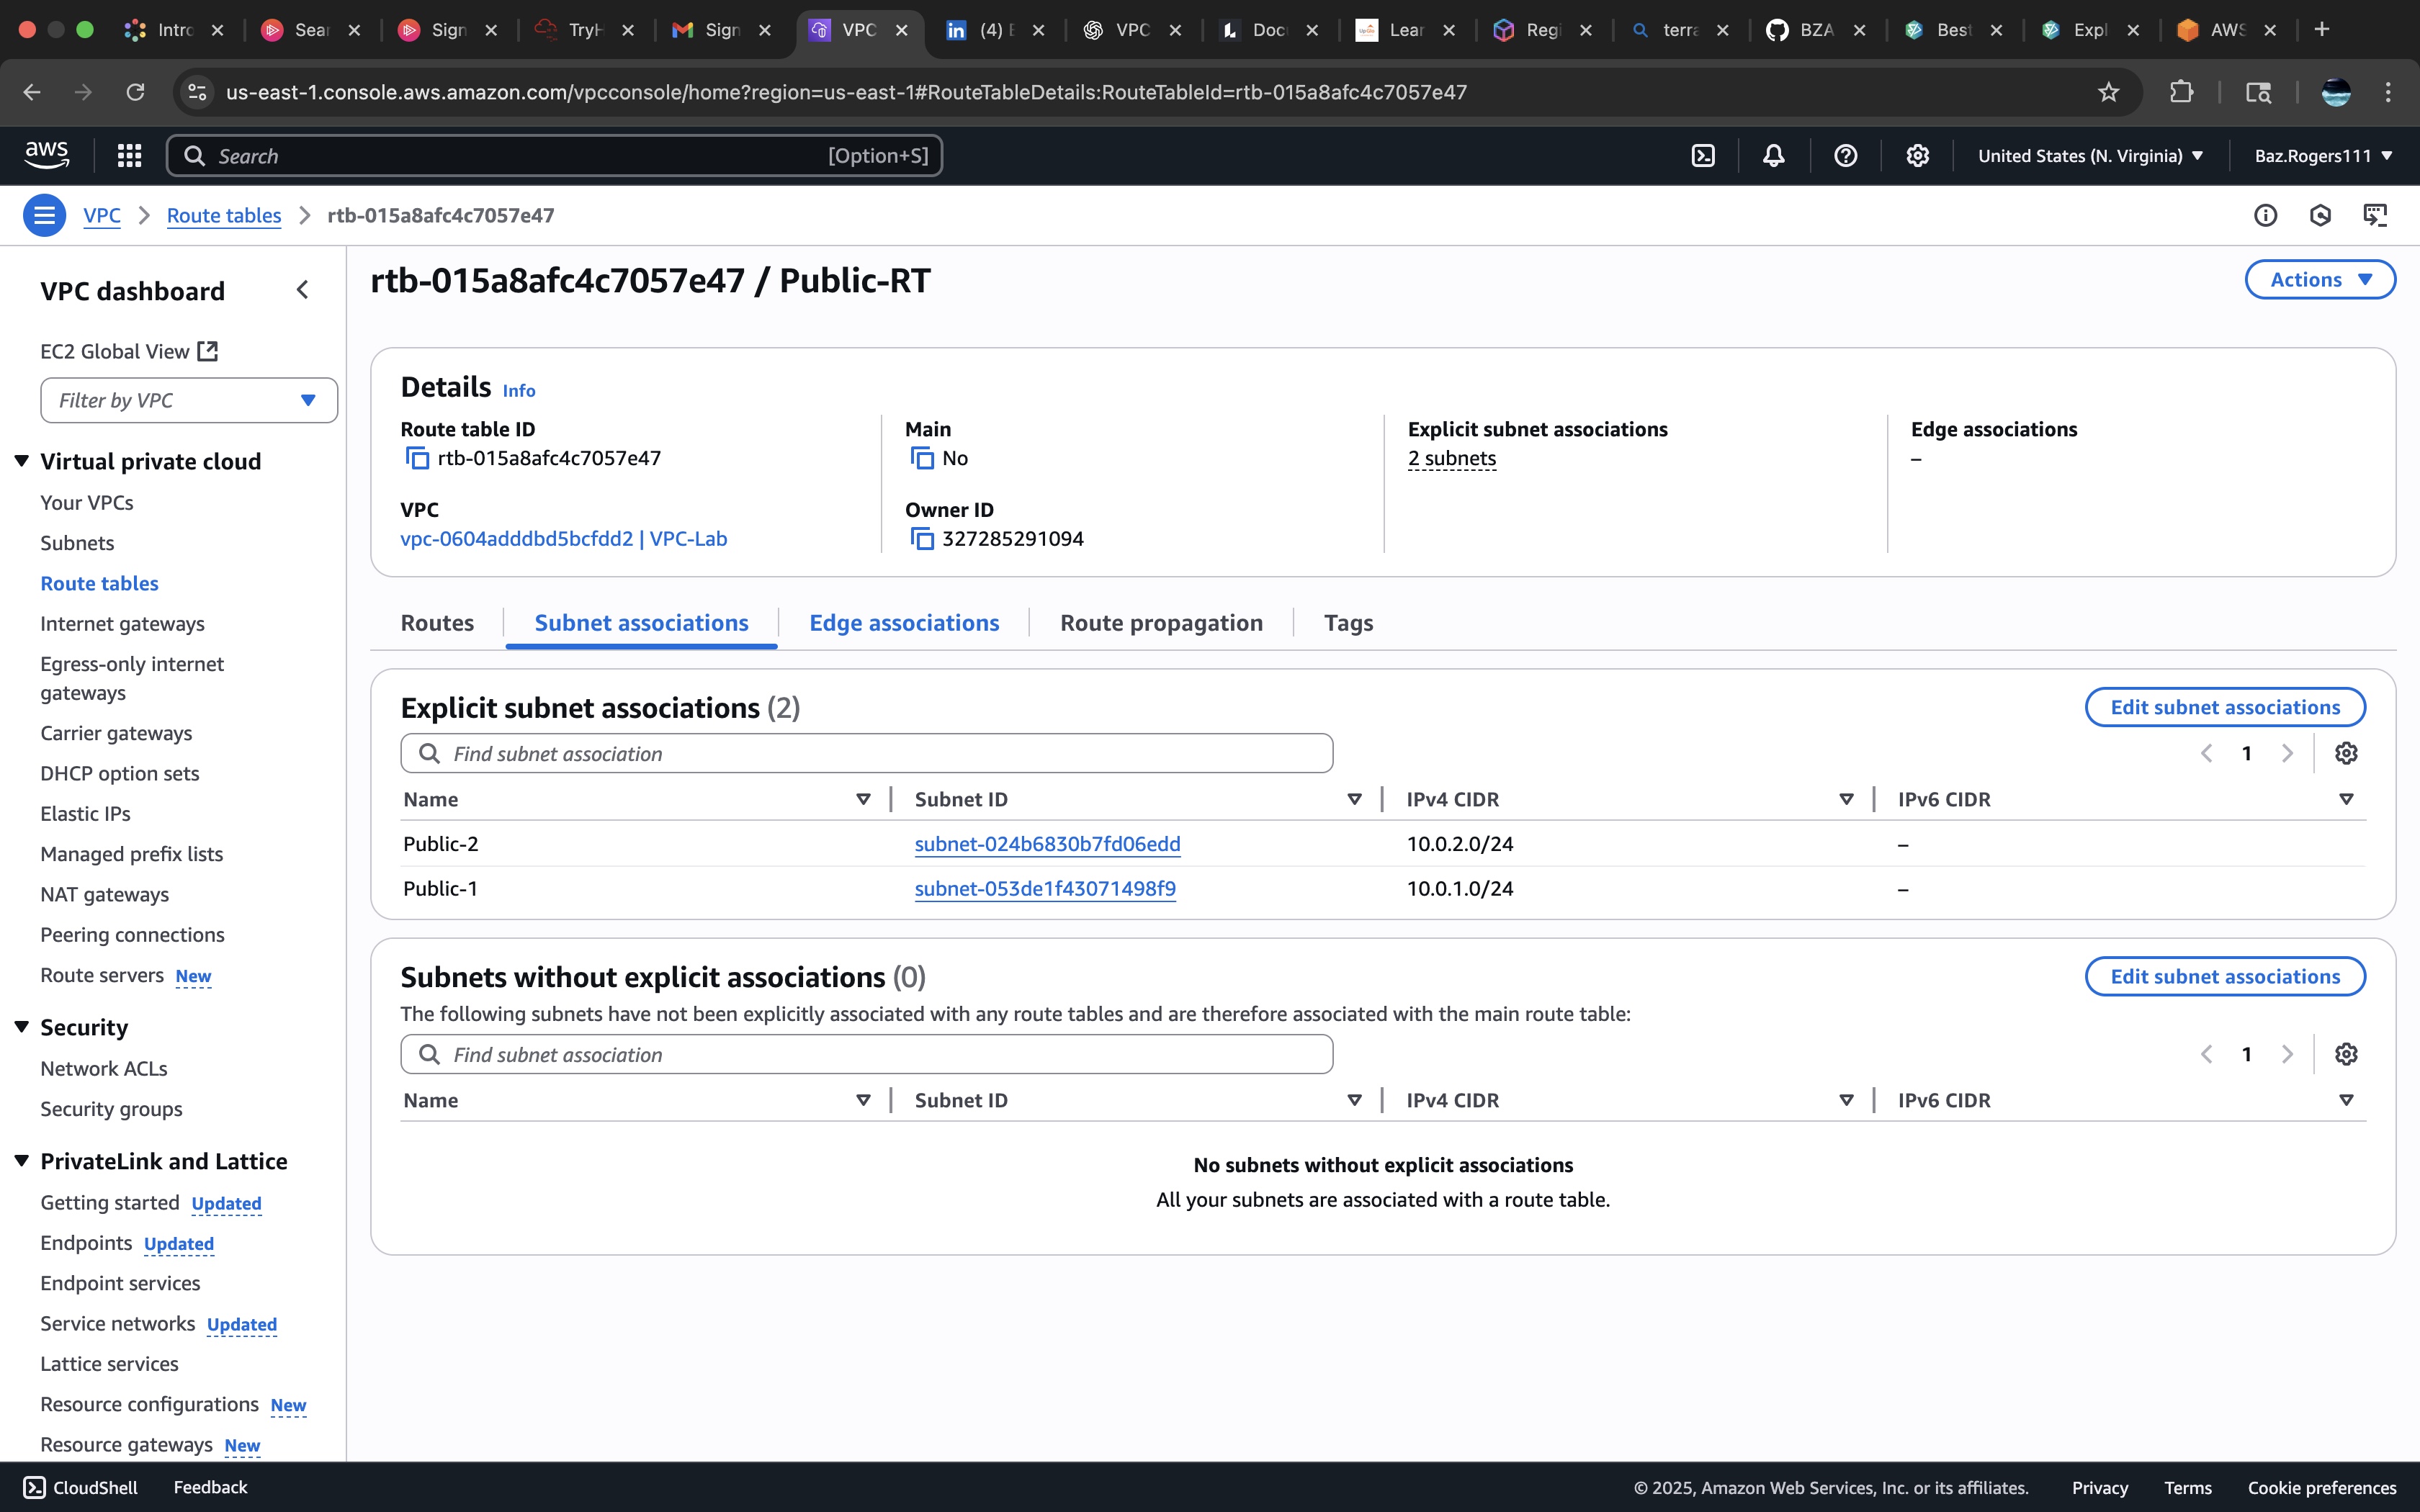 Intro
Sear
Sign
TryH
Sign
VPC
(4) E
VPC
Doc
Lear
Regi
terra
BZA
Best
Expl
AWS
us-east-1.console.aws.amazon.com/vpcconsole/home?region=us-east-1#RouteTableDetails:RouteTableId=rtb-015a8afc4c7057e47
aws
Search
[Option+S]
United States (N. Virginia)
Baz.Rogers111
VPC
Route tables
rtb-015a8afc4c7057e47
VPC dashboard
EC2 Global View
Filter by VPC
Virtual private cloud
Your VPCs
Subnets
Route tables
Internet gateways
Egress-only internet
gateways
Carrier gateways
DHCP option sets
Elastic IPs
Managed prefix lists
NAT gateways
Peering connections
Route servers New
Security
Network ACLs
Security groups
PrivateLink and Lattice
Getting started Updated
Endpoints Updated
Endpoint services
Service networks Updated
Lattice services
Resource configurations New
Resource gateways New
rtb-015a8afc4c7057e47 / Public-RT
Actions
Details Info
Route table ID
rtb-015a8afc4c7057e47
Main
No
Explicit subnet associations
2 subnets
Edge associations
–
VPC
vpc-0604adddbd5bcfdd2 | VPC-Lab
Owner ID
327285291094
Routes
Subnet associations
Edge associations
Route propagation
Tags
Explicit subnet associations (2)
Edit subnet associations
Find subnet association
1
Name Subnet ID IPv4 CIDR IPv6 CIDR
Public-2 subnet-024b6830b7fd06edd 10.0.2.0/24 –
Public-1 subnet-053de1f43071498f9 10.0.1.0/24 –
Subnets without explicit associations (0)
Edit subnet associations
The following subnets have not been explicitly associated with any route tables and are therefore associated with the main route table:
Find subnet association
1
Name Subnet ID IPv4 CIDR IPv6 CIDR
No subnets without explicit associations
All your subnets are associated with a route table.
CloudShell
Feedback
© 2025, Amazon Web Services, Inc. or its affiliates.
Privacy
Terms
Cookie preferences